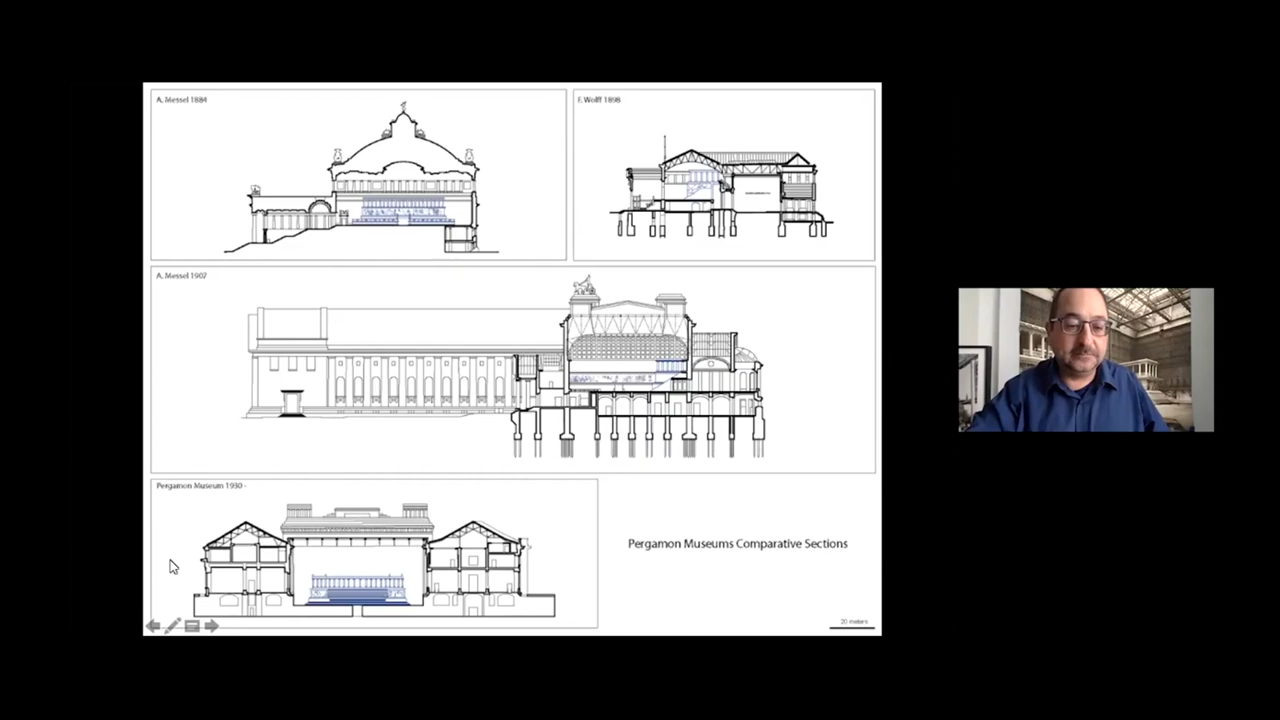 A. Messel 1884
F. Wolff 1898
A. Messel 1907
Pergamon Museum 1930 -
Pergamon Museums Comparative Sections
20 meters